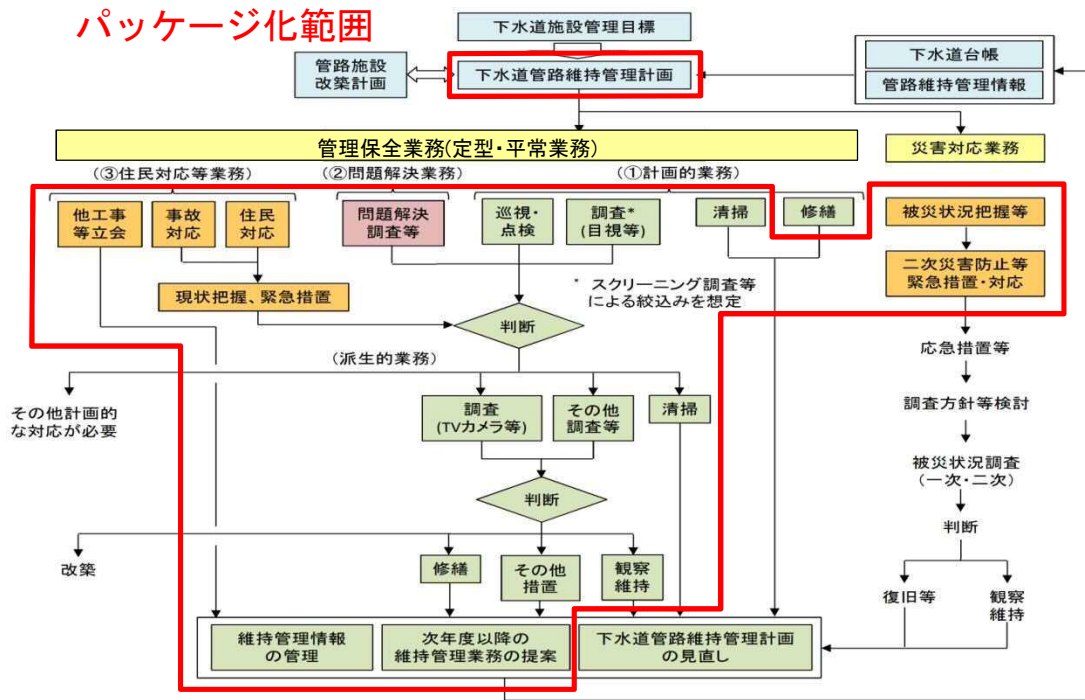 パッケージ化範囲
下水道施設管理目標
管路施設
改築計画
下水道管路維持管理計画
下水道台帳
管路維持管理情報
管理保全業務(定型・平常業務)
災害対応業務
(③住民対応等業務)
(②問題解決業務)
(①計画的業務)
他工事
等立会
事故
対応
住民
対応
問題解決
調査等
巡視・
点検
調査*
(目視等)
清掃
修繕
被災状況把握等
現状把握、緊急措置
* スクリーニング調査等
による絞込みを想定
二次災害防止等
緊急措置・対応
判断
応急措置等
(派生的業務)
その他計画的
な対応が必要
調査
(TVカメラ等)
その他
調査等
清掃
調査方針等検討
被災状況調査
(一次・二次)
判断
判断
改築
修繕
その他
措置
観察
維持
復旧等
観察
維持
維持管理情報
の管理
次年度以降の
維持管理業務の提案
下水道管路維持管理計画
の見直し